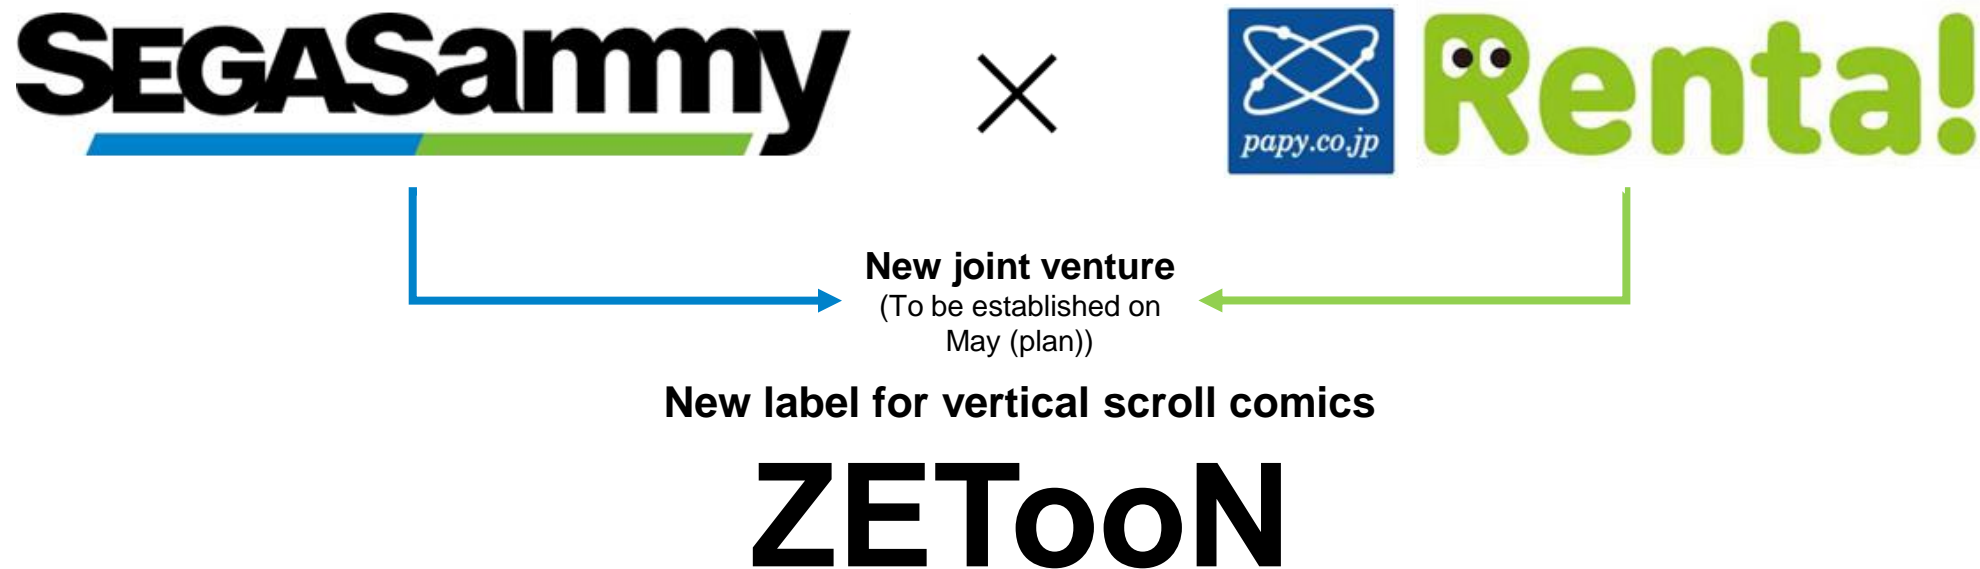 SEGASammy × papy.co.jp Renta!
New joint venture
(To be established on
May (plan))
New label for vertical scroll comics
ZETooN